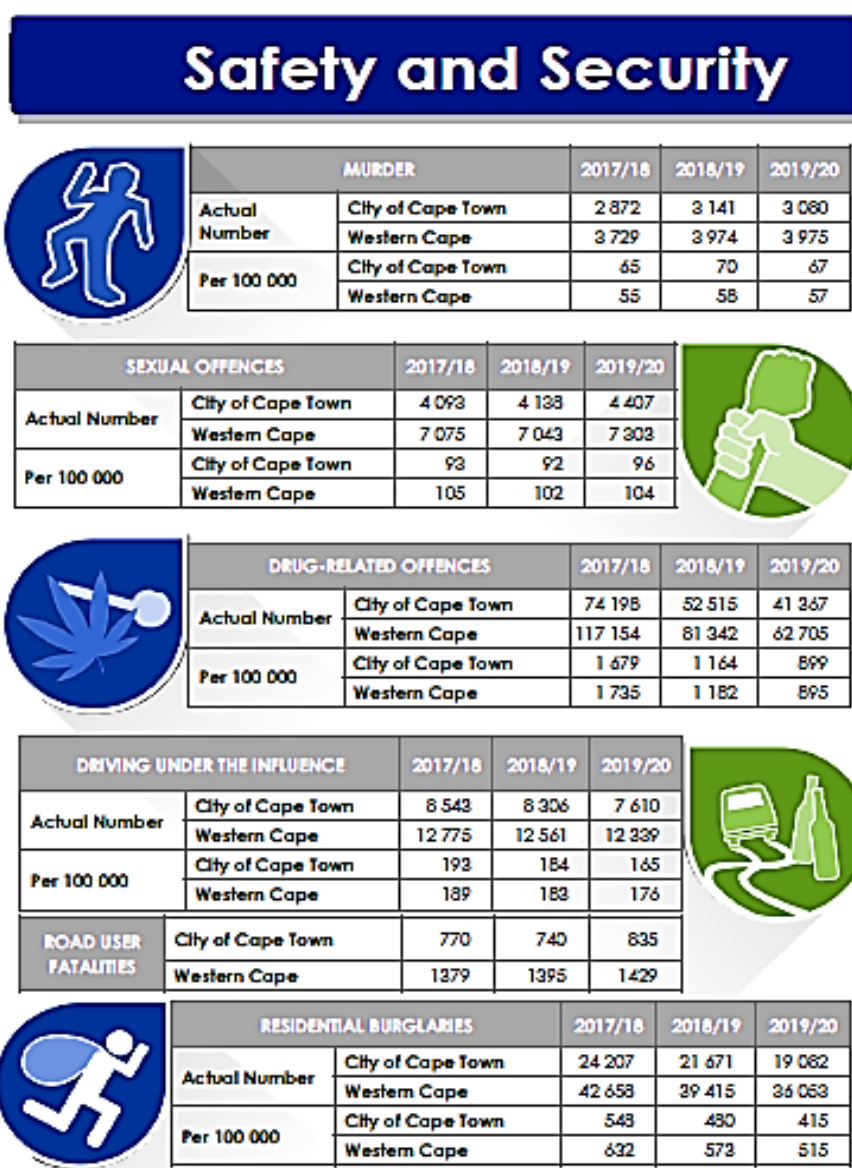 Safety and Security
MURDER 2017/18 2018/19 2019/20
Actual Number City of Cape Town 2 872 3 141 3 080
Western Cape 3 729 3 974 3 975
Per 100 000 City of Cape Town 65 70 67
Western Cape 55 58 57
SEXUAL OFFENCES 2017/18 2018/19 2019/20
Actual Number City of Cape Town 4 093 4 138 4 407
Western Cape 7 075 7 043 7 303
Per 100 000 City of Cape Town 93 92 96
Western Cape 105 102 104
DRUG-RELATED OFFENCES 2017/18 2018/19 2019/20
Actual Number City of Cape Town 74 198 52 515 41 367
Western Cape 117 154 81 342 62 705
Per 100 000 City of Cape Town 1 679 1 164 899
Western Cape 1 735 1 182 895
DRIVING UNDER THE INFLUENCE 2017/18 2018/19 2019/20
Actual Number City of Cape Town 8 543 8 306 7 610
Western Cape 12 775 12 561 12 339
Per 100 000 City of Cape Town 193 184 165
Western Cape 189 183 176
ROAD USER FATALITIES City of Cape Town 770 740 835
Western Cape 1379 1395 1429
RESIDENTIAL BURGLARIES 2017/18 2018/19 2019/20
Actual Number City of Cape Town 24 207 21 671 19 082
Western Cape 42 658 39 415 36 053
Per 100 000 City of Cape Town 548 480 415
Western Cape 632 573 515